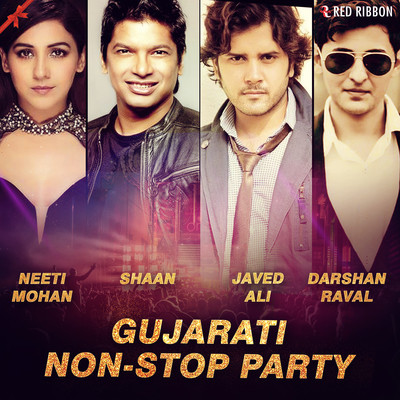 RED RIBBON
NEETI MOHAN
SHAAN
JAVED ALI
DARSHAN RAVAL
GUJARATI
NON-STOP PARTY